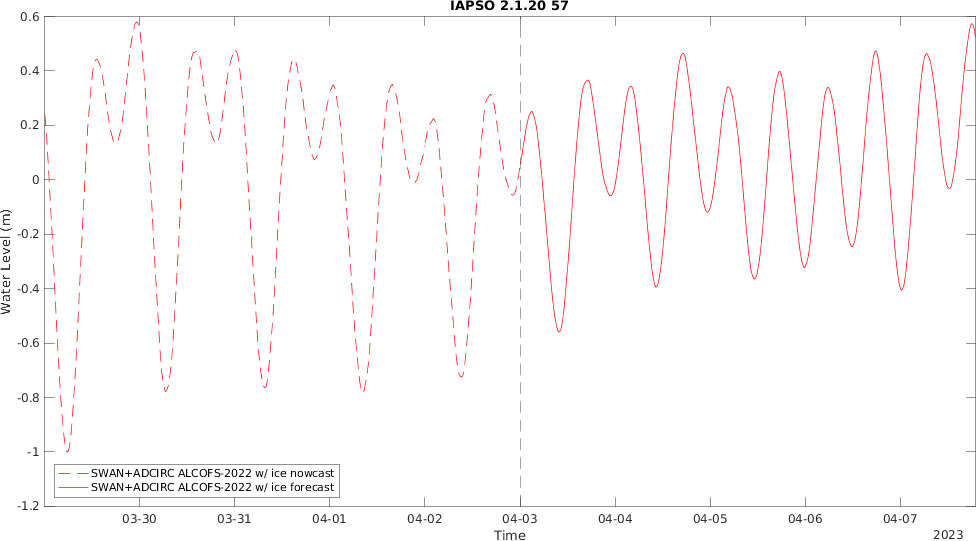 IAPSO 2.1.20 57
0.6
0.4
0.2
0
-0.2
-0.4
-0.6
-0.8
-1
-1.2
Water Level (m)
SWAN+ADCIRC ALCOFS-2022 w/ ice nowcast
SWAN+ADCIRC ALCOFS-2022 w/ ice forecast
03-30 03-31 04-01 04-02 04-03 04-04 04-05 04-06 04-07
Time
2023